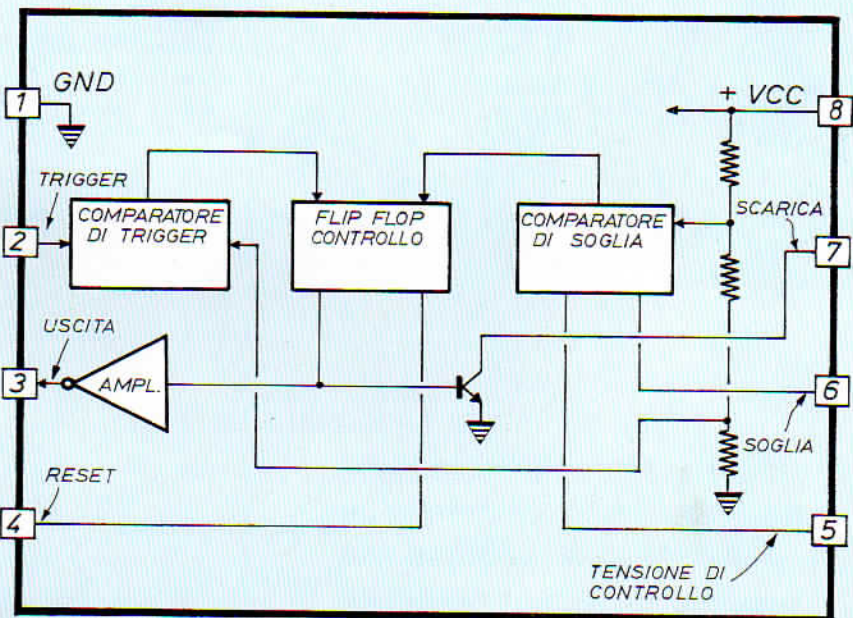 1
GND
+ VCC
8
TRIGGER
2
COMPARATORE
DI TRIGGER
FLIP FLOP
CONTROLLO
COMPARATORE
DI SOGLIA
SCARICA
7
USCITA
3
AMPL.
6
SOGLIA
RESET
4
5
TENSIONE DI
CONTROLLO